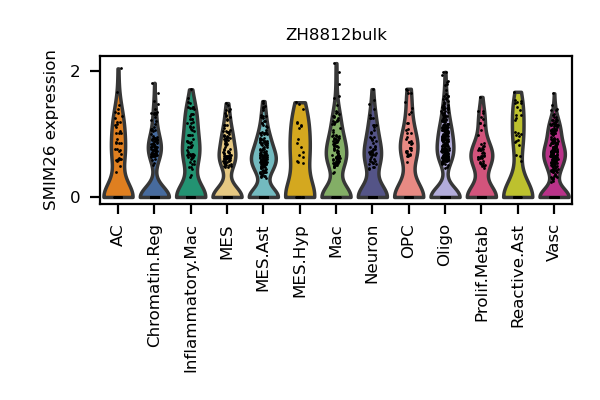 ZH8812bulk
SMIM26 expression
2
0
AC
Chromatin.Reg
Inflammatory.Mac
MES
MES.Ast
MES.Hyp
Mac
Neuron
OPC
Oligo
Prolif.Metab
Reactive.Ast
Vasc